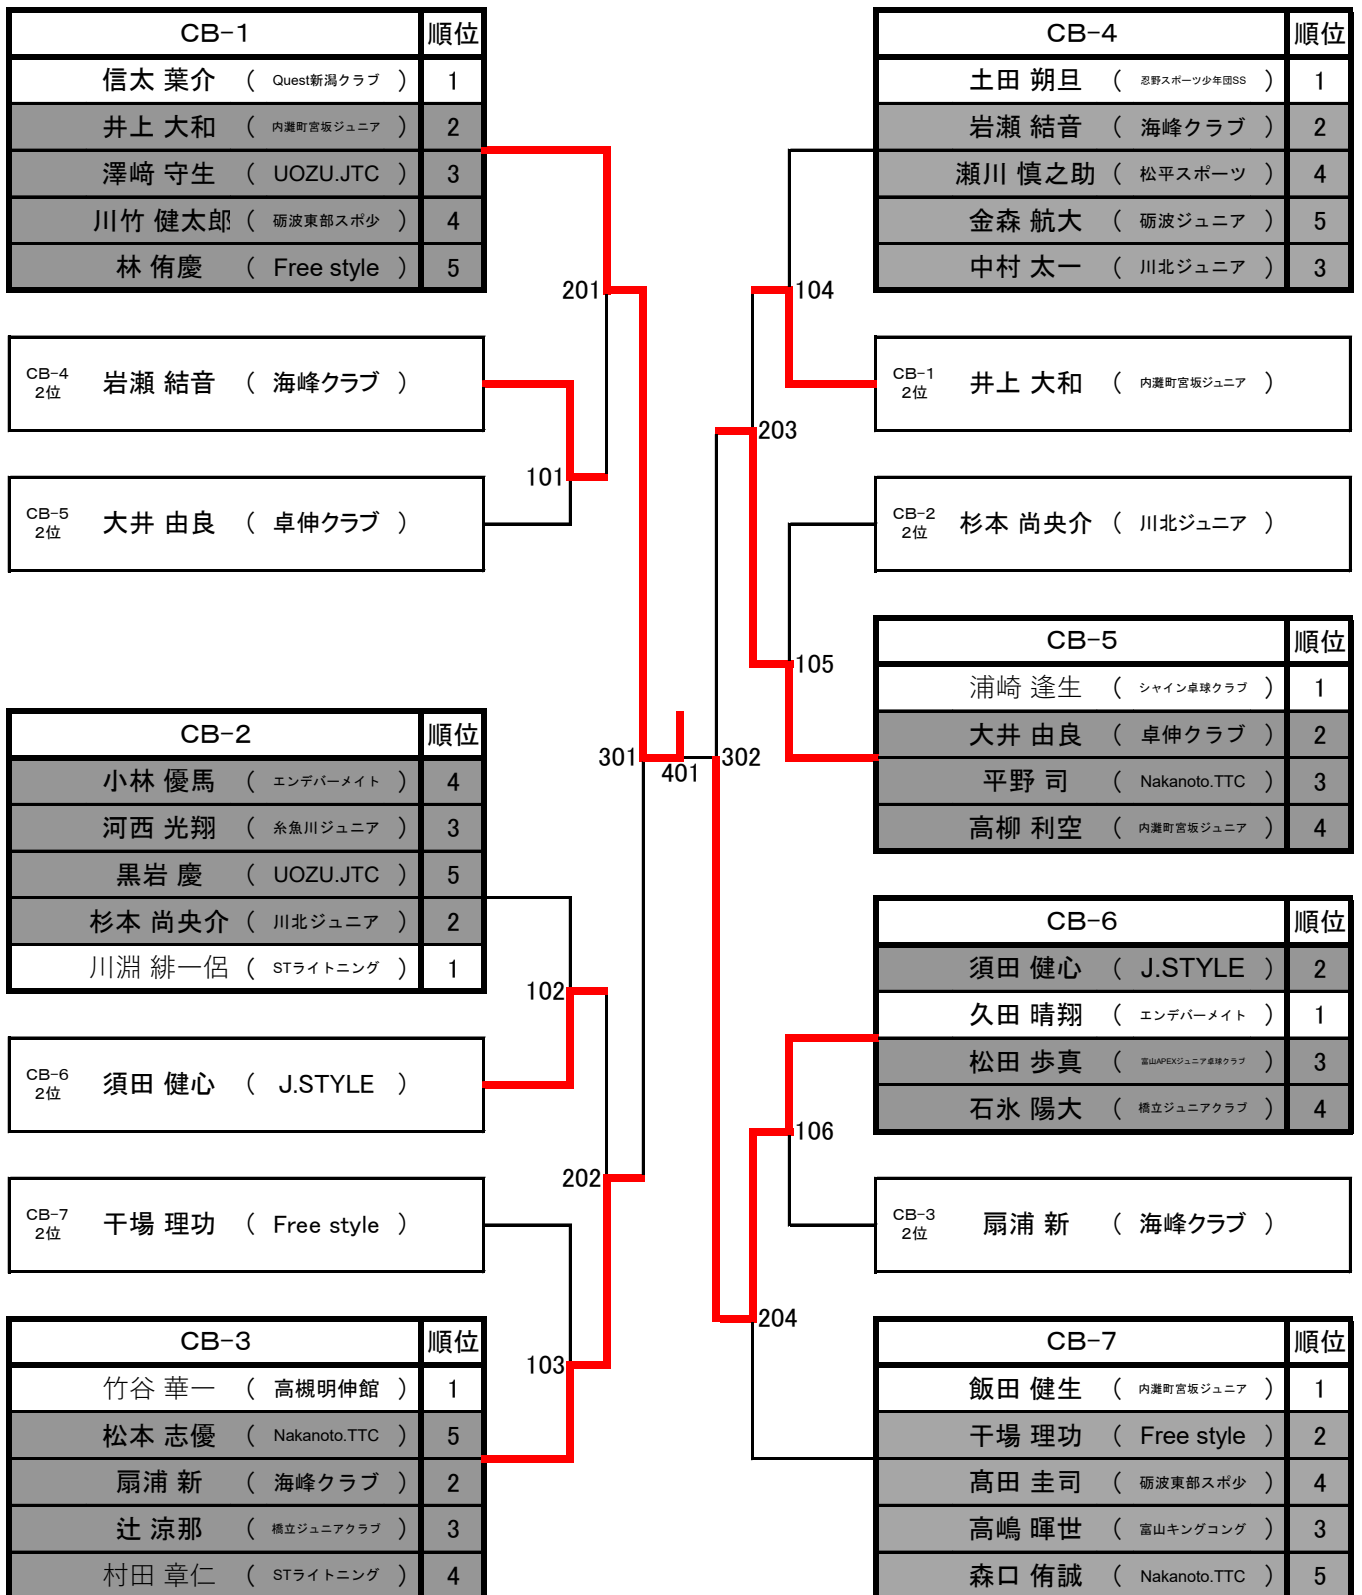 CB-1 順位
信太 葉介 ( Quest新潟クラブ ) 1
井上 大和 ( 内灘町宮坂ジュニア ) 2
澤﨑 守生 ( UOZU.JTC ) 3
川竹 健太郎 ( 砺波東部スポ少 ) 4
林 侑慶 ( Free style ) 5
201
CB-4
2位
岩瀬 結音 ( 海峰クラブ )
101
CB-5
2位
大井 由良 ( 卓伸クラブ )
CB-2 順位
小林 優馬 ( エンデバーメイト ) 4
河西 光翔 ( 糸魚川ジュニア ) 3
黒岩 慶 ( UOZU.JTC ) 5
杉本 尚央介 ( 川北ジュニア ) 2
川淵 緋一侶 ( STライトニング ) 1
102
CB-6
2位
須田 健心 ( J.STYLE )
202
CB-7
2位
干場 理功 ( Free style )
103
CB-3 順位
竹谷 華一 ( 高槻明伸館 ) 1
松本 志優 ( Nakanoto.TTC ) 5
扇浦 新 ( 海峰クラブ ) 2
辻 涼那 ( 橋立ジュニアクラブ ) 3
村田 章仁 ( STライトニング ) 4
301
401
302
CB-4 順位
土田 朔旦 ( 忍野スポーツ少年団SS ) 1
岩瀬 結音 ( 海峰クラブ ) 2
瀬川 慎之助 ( 松平スポーツ ) 4
金森 航大 ( 砺波ジュニア ) 5
中村 太一 ( 川北ジュニア ) 3
104
CB-1
2位
井上 大和 ( 内灘町宮坂ジュニア )
203
CB-2
2位
杉本 尚央介 ( 川北ジュニア )
105
CB-5 順位
浦崎 逢生 ( シャイン卓球クラブ ) 1
大井 由良 ( 卓伸クラブ ) 2
平野 司 ( Nakanoto.TTC ) 3
高柳 利空 ( 内灘町宮坂ジュニア ) 4
CB-6 順位
須田 健心 ( J.STYLE ) 2
久田 晴翔 ( エンデバーメイト ) 1
松田 歩真 ( 富山APEXジュニア卓球クラブ ) 3
石氷 陽大 ( 橋立ジュニアクラブ ) 4
106
CB-3
2位
扇浦 新 ( 海峰クラブ )
204
CB-7 順位
飯田 健生 ( 内灘町宮坂ジュニア ) 1
干場 理功 ( Free style ) 2
髙田 圭司 ( 砺波東部スポ少 ) 4
高嶋 暉世 ( 富山キングコング ) 3
森口 侑誠 ( Nakanoto.TTC ) 5